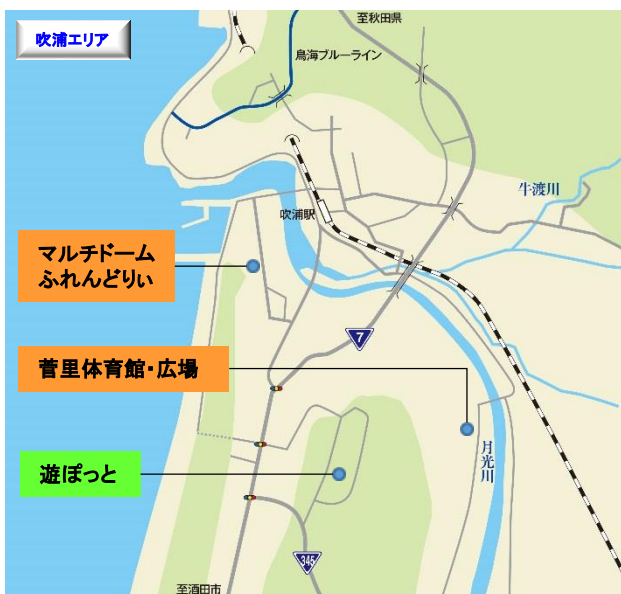 吹浦エリア
至秋田県
鳥海ブルーライン
牛渡川
吹浦駅
マルチドーム
ふれんどりぃ
7
菅里体育館・広場
月光川
遊ぽっと
345
至酒田市